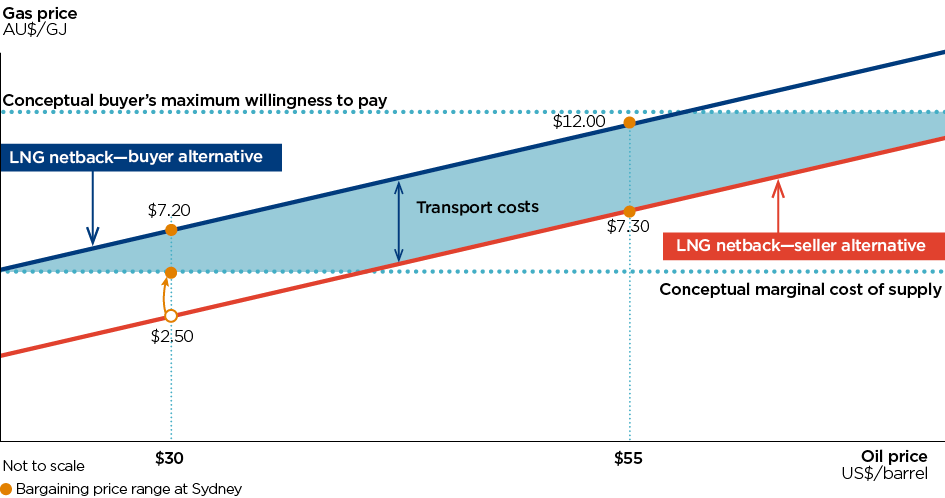 Gas price
AU$/GJ
Conceptual buyer's maximum willingness to pay
$12.00
LNG netback—buyer alternative
$7.20
Transport costs
$7.30
LNG netback—seller alternative
Conceptual marginal cost of supply
$2.50
$30
$55
Oil price
US$/barrel
Not to scale
Bargaining price range at Sydney